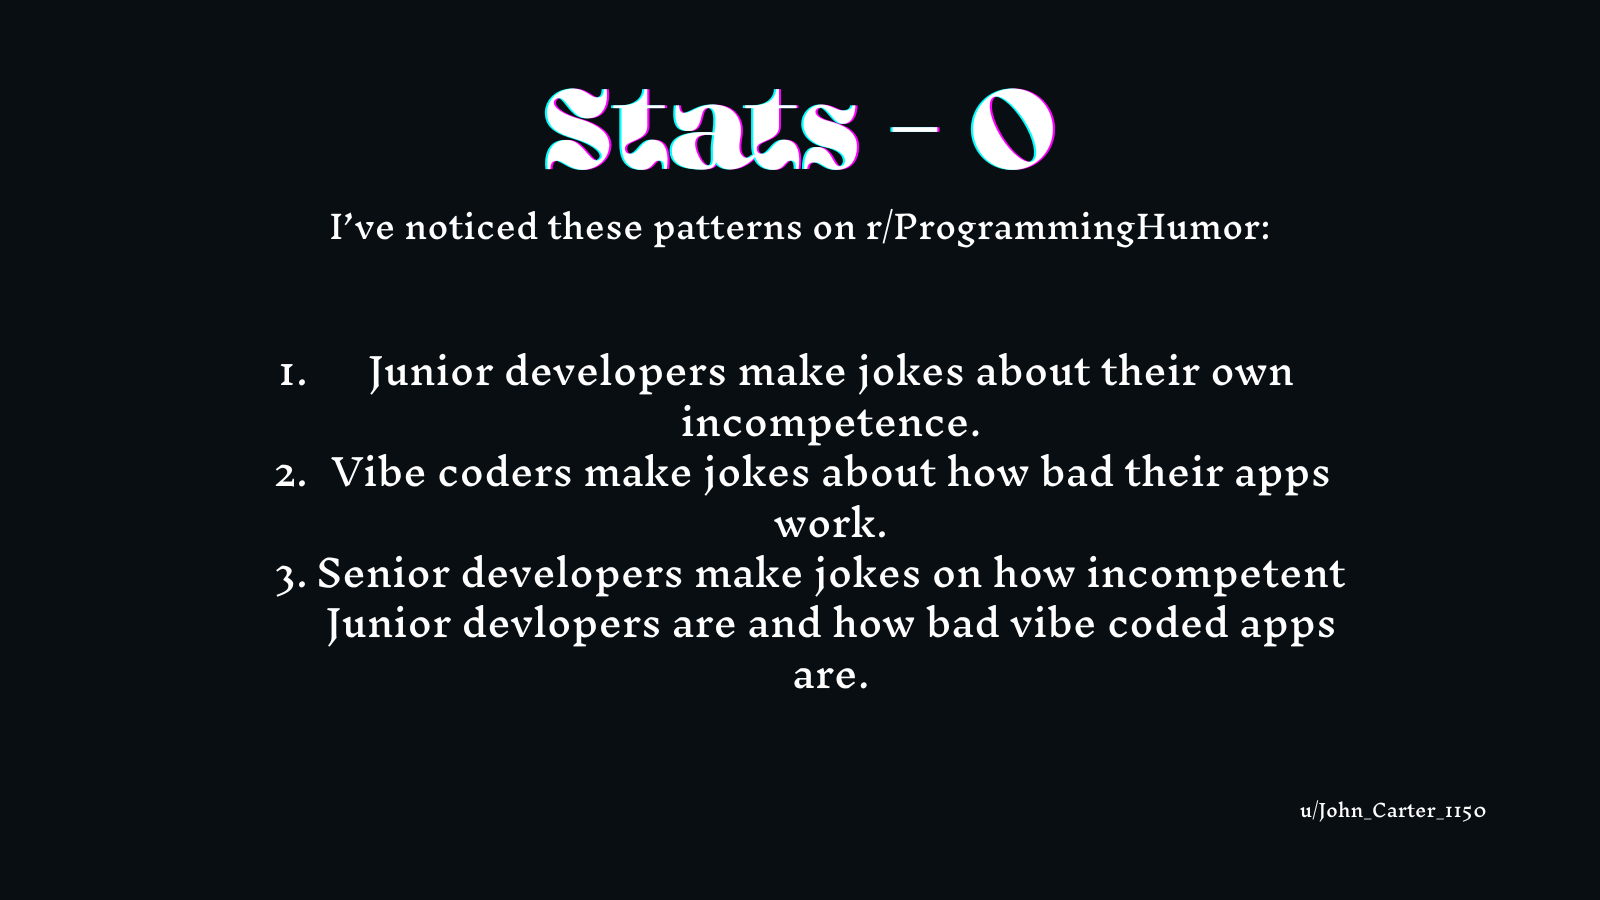 Stats – O
I’ve noticed these patterns on r/ProgrammingHumor:
1. Junior developers make jokes about their own
incompetence.
2. Vibe coders make jokes about how bad their apps
work.
3. Senior developers make jokes on how incompetent
Junior devlopers are and how bad vibe coded apps
are.
u/John_Carter_1150